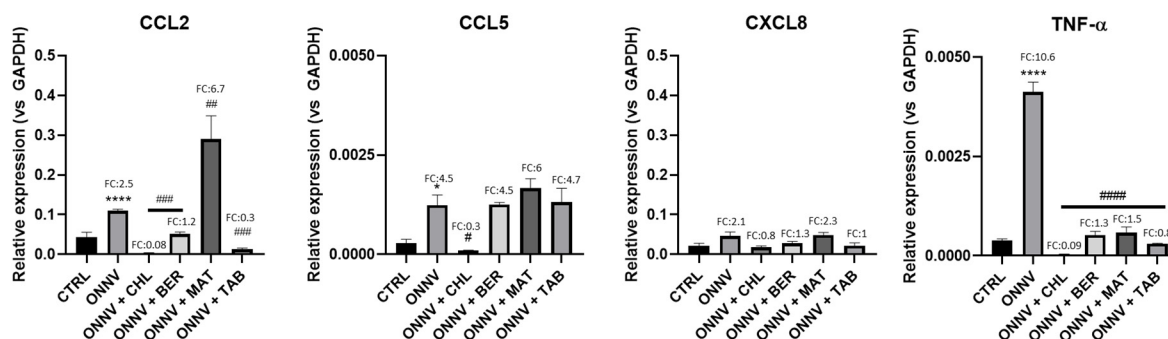 CCL2
Relative expression (vs GAPDH)
0.5
0.4
0.3
0.2
0.1
0.0
FC:2.5
****
FC:0.08
###
FC:1.2
FC:6.7
##
FC:0.3
###
CTRL
ONNV
ONNV + CHL
ONNV + BER
ONNV + MAT
ONNV + TAB
CCL5
Relative expression (vs GAPDH)
0.0050
0.0025
0.0000
FC:4.5
*
FC:0.3
#
FC:4.5
FC:6
FC:4.7
CTRL
ONNV
ONNV + CHL
ONNV + BER
ONNV + MAT
ONNV + TAB
CXCL8
Relative expression (vs GAPDH)
0.5
0.4
0.3
0.2
0.1
0.0
FC:2.1
FC:0.8
FC:1.3
FC:2.3
FC:1
CTRL
ONNV
ONNV + CHL
ONNV + BER
ONNV + MAT
ONNV + TAB
TNF-α
Relative expression (vs GAPDH)
0.0050
0.0025
0.0000
FC:10.6
****
####
FC:0.09
FC:1.3
FC:1.5
FC:0.8
CTRL
ONNV
ONNV + CHL
ONNV + BER
ONNV + MAT
ONNV + TAB